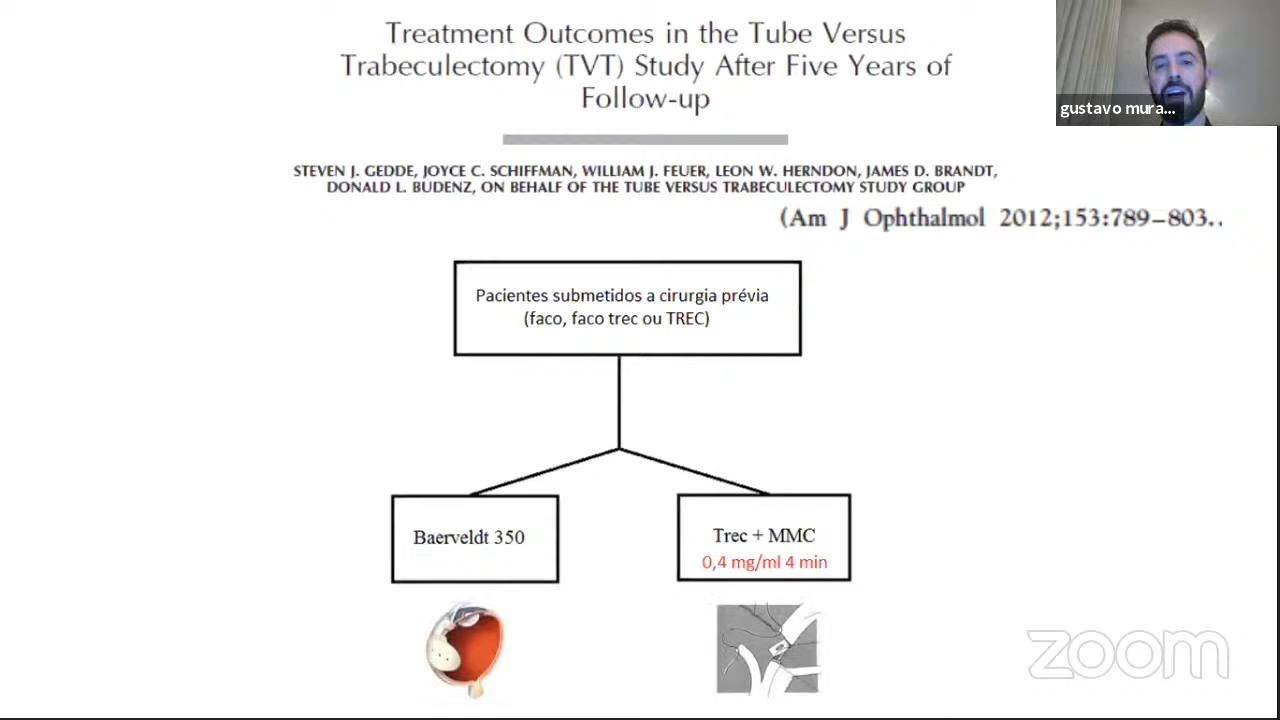 Treatment Outcomes in the Tube Versus
Trabeculectomy (TVT) Study After Five Years of
Follow-up
gustavo mura...
STEVEN J. GEDDE, JOYCE C. SCHIFFMAN, WILLIAM J. FEUER, LEON W. HERNDON, JAMES D. BRANDT,
DONALD L. BUDENZ, ON BEHALF OF THE TUBE VERSUS TRABECULECTOMY STUDY GROUP
(Am J Ophthalmol 2012;153:789–803..
Pacientes submetidos a cirurgia prévia
(faco, faco trec ou TREC)
Baerveldt 350
Trec + MMC
0,4 mg/ml 4 min
zoom